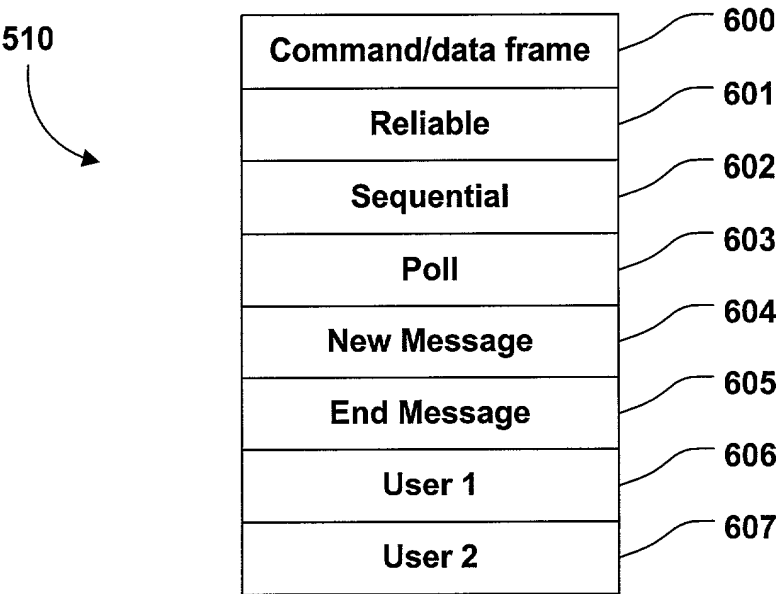 510
Command/data frame 600
Reliable 601
Sequential 602
Poll 603
New Message 604
End Message 605
User 1 606
User 2 607